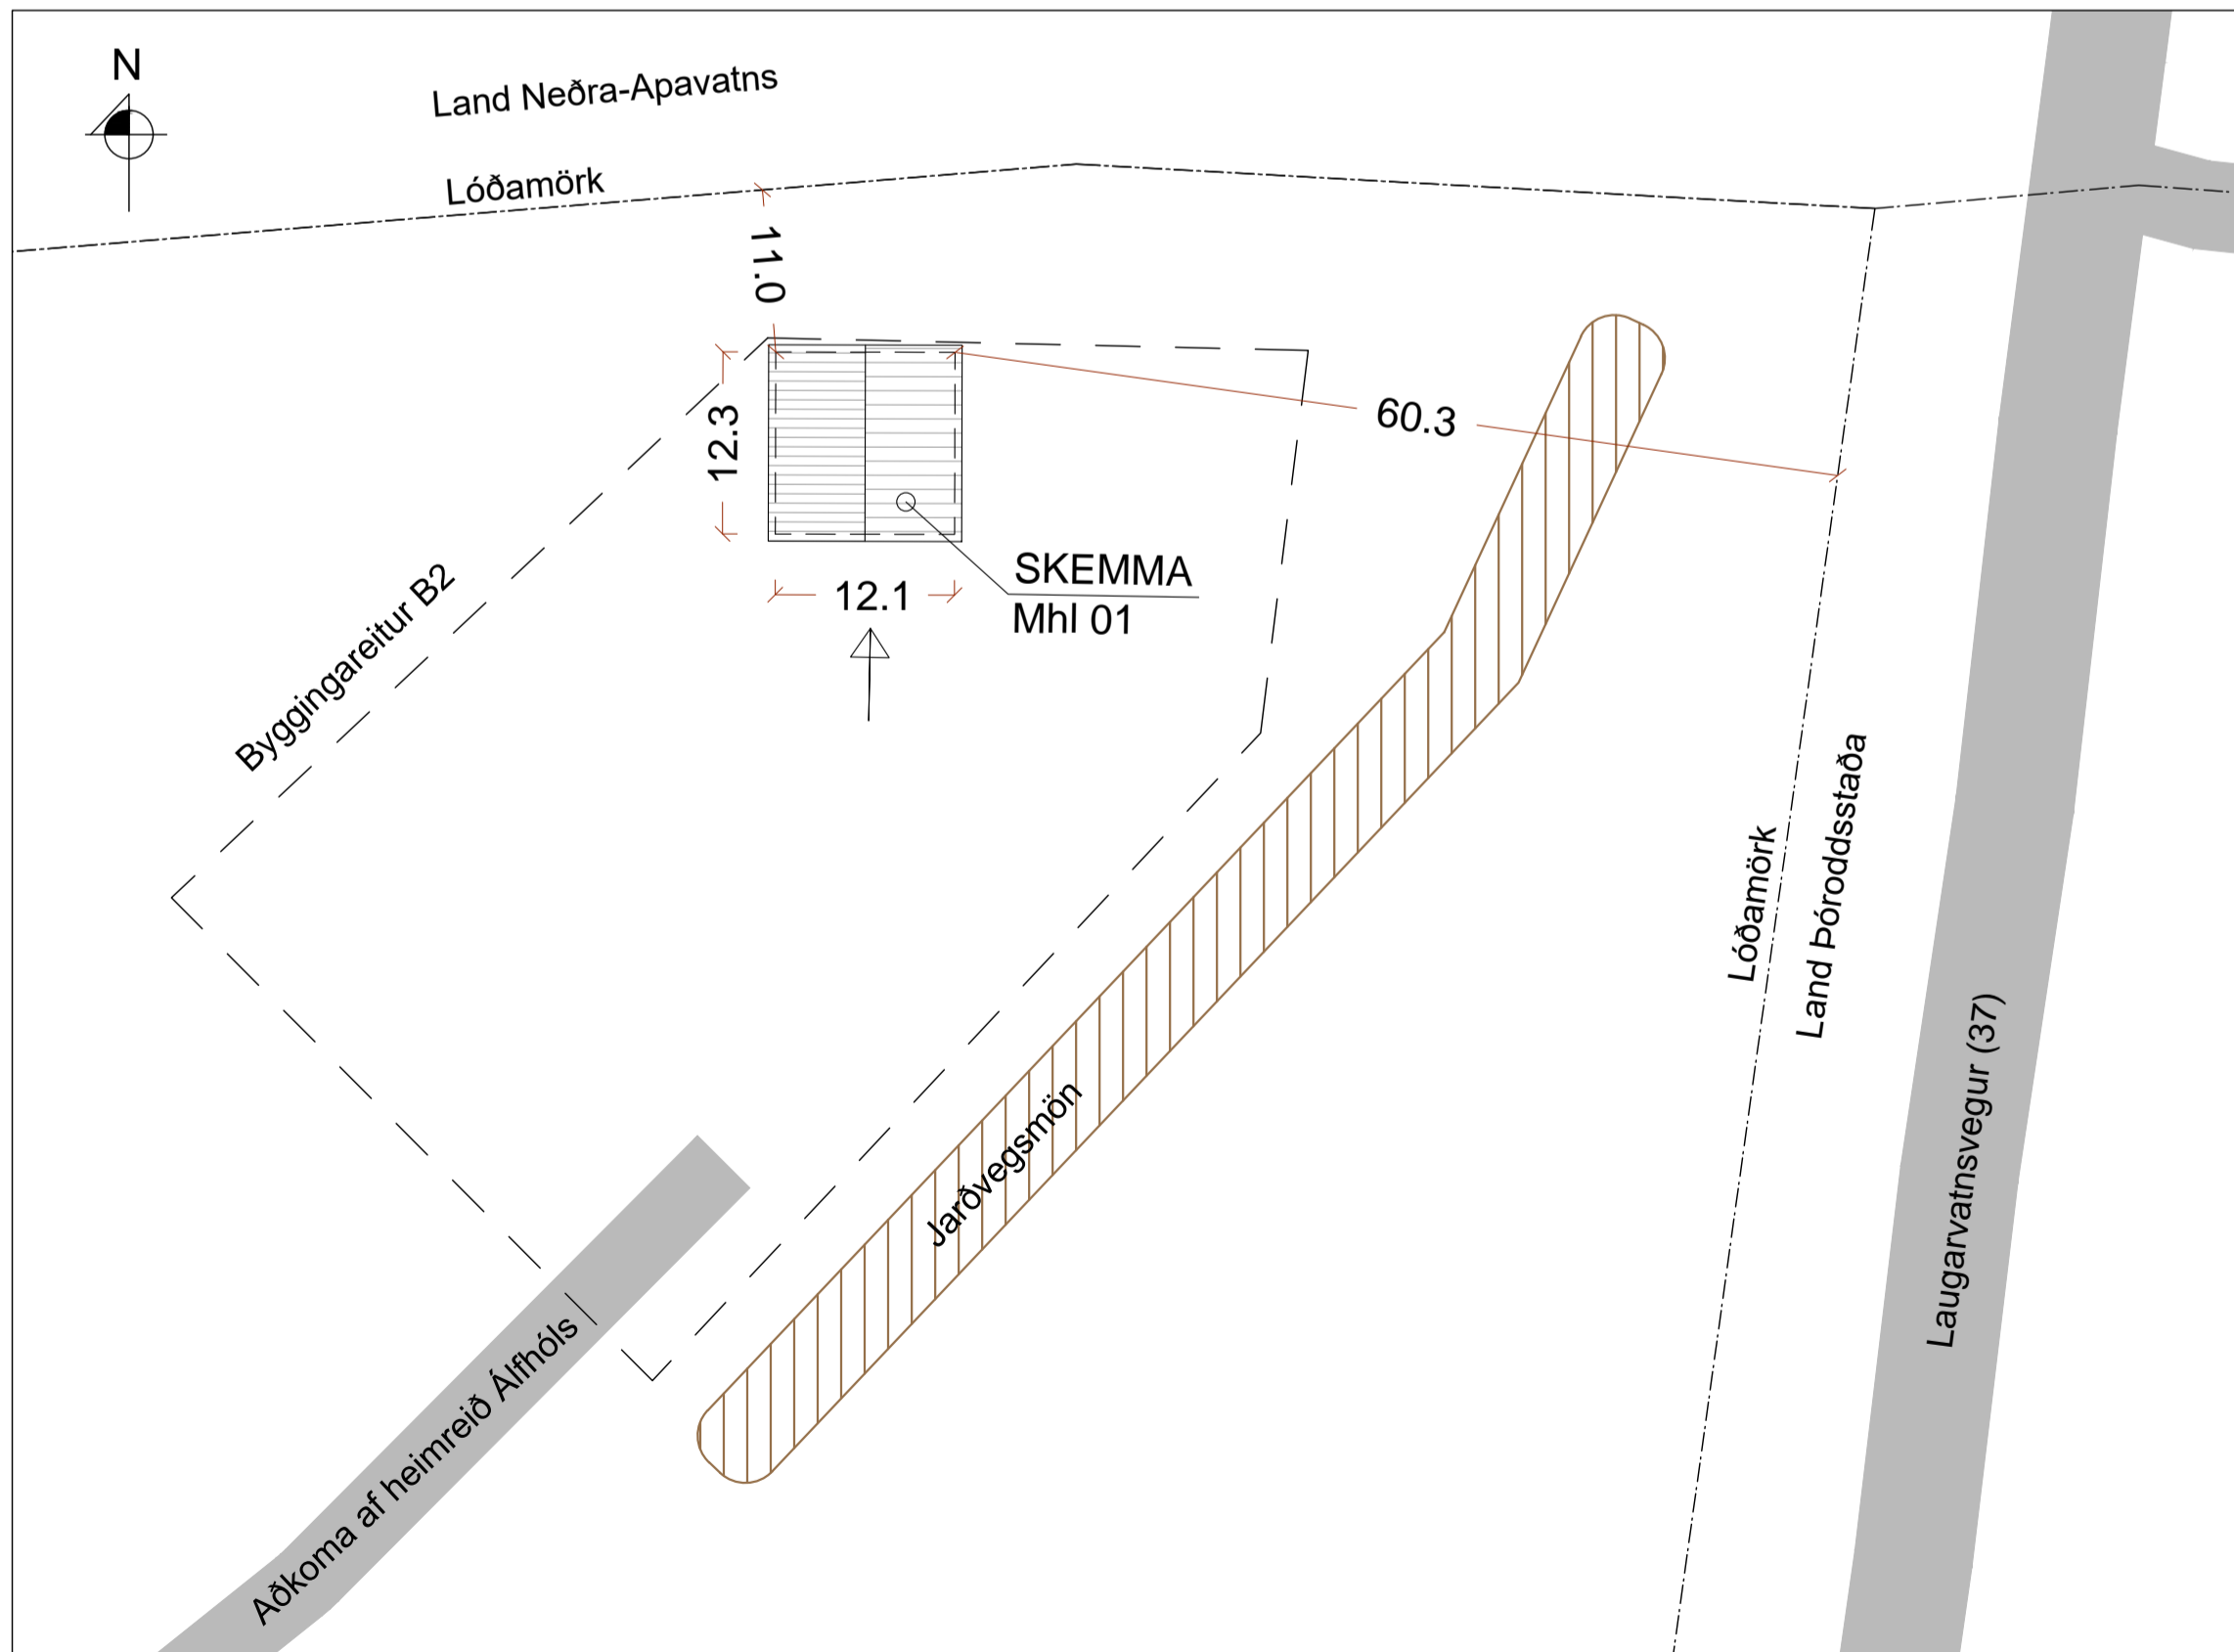 N
Land Neðra-Apavatns
Lóðamörk
11.0
60.3
12.3
SKEMMA
Mhl 01
12.1
Byggingareitur B2
Lóðamörk
Land Þóroddsstaða
Laugarvatnsvegur (37)
Jarðvegsmön
Aðkoma af heimreið Álfhóls